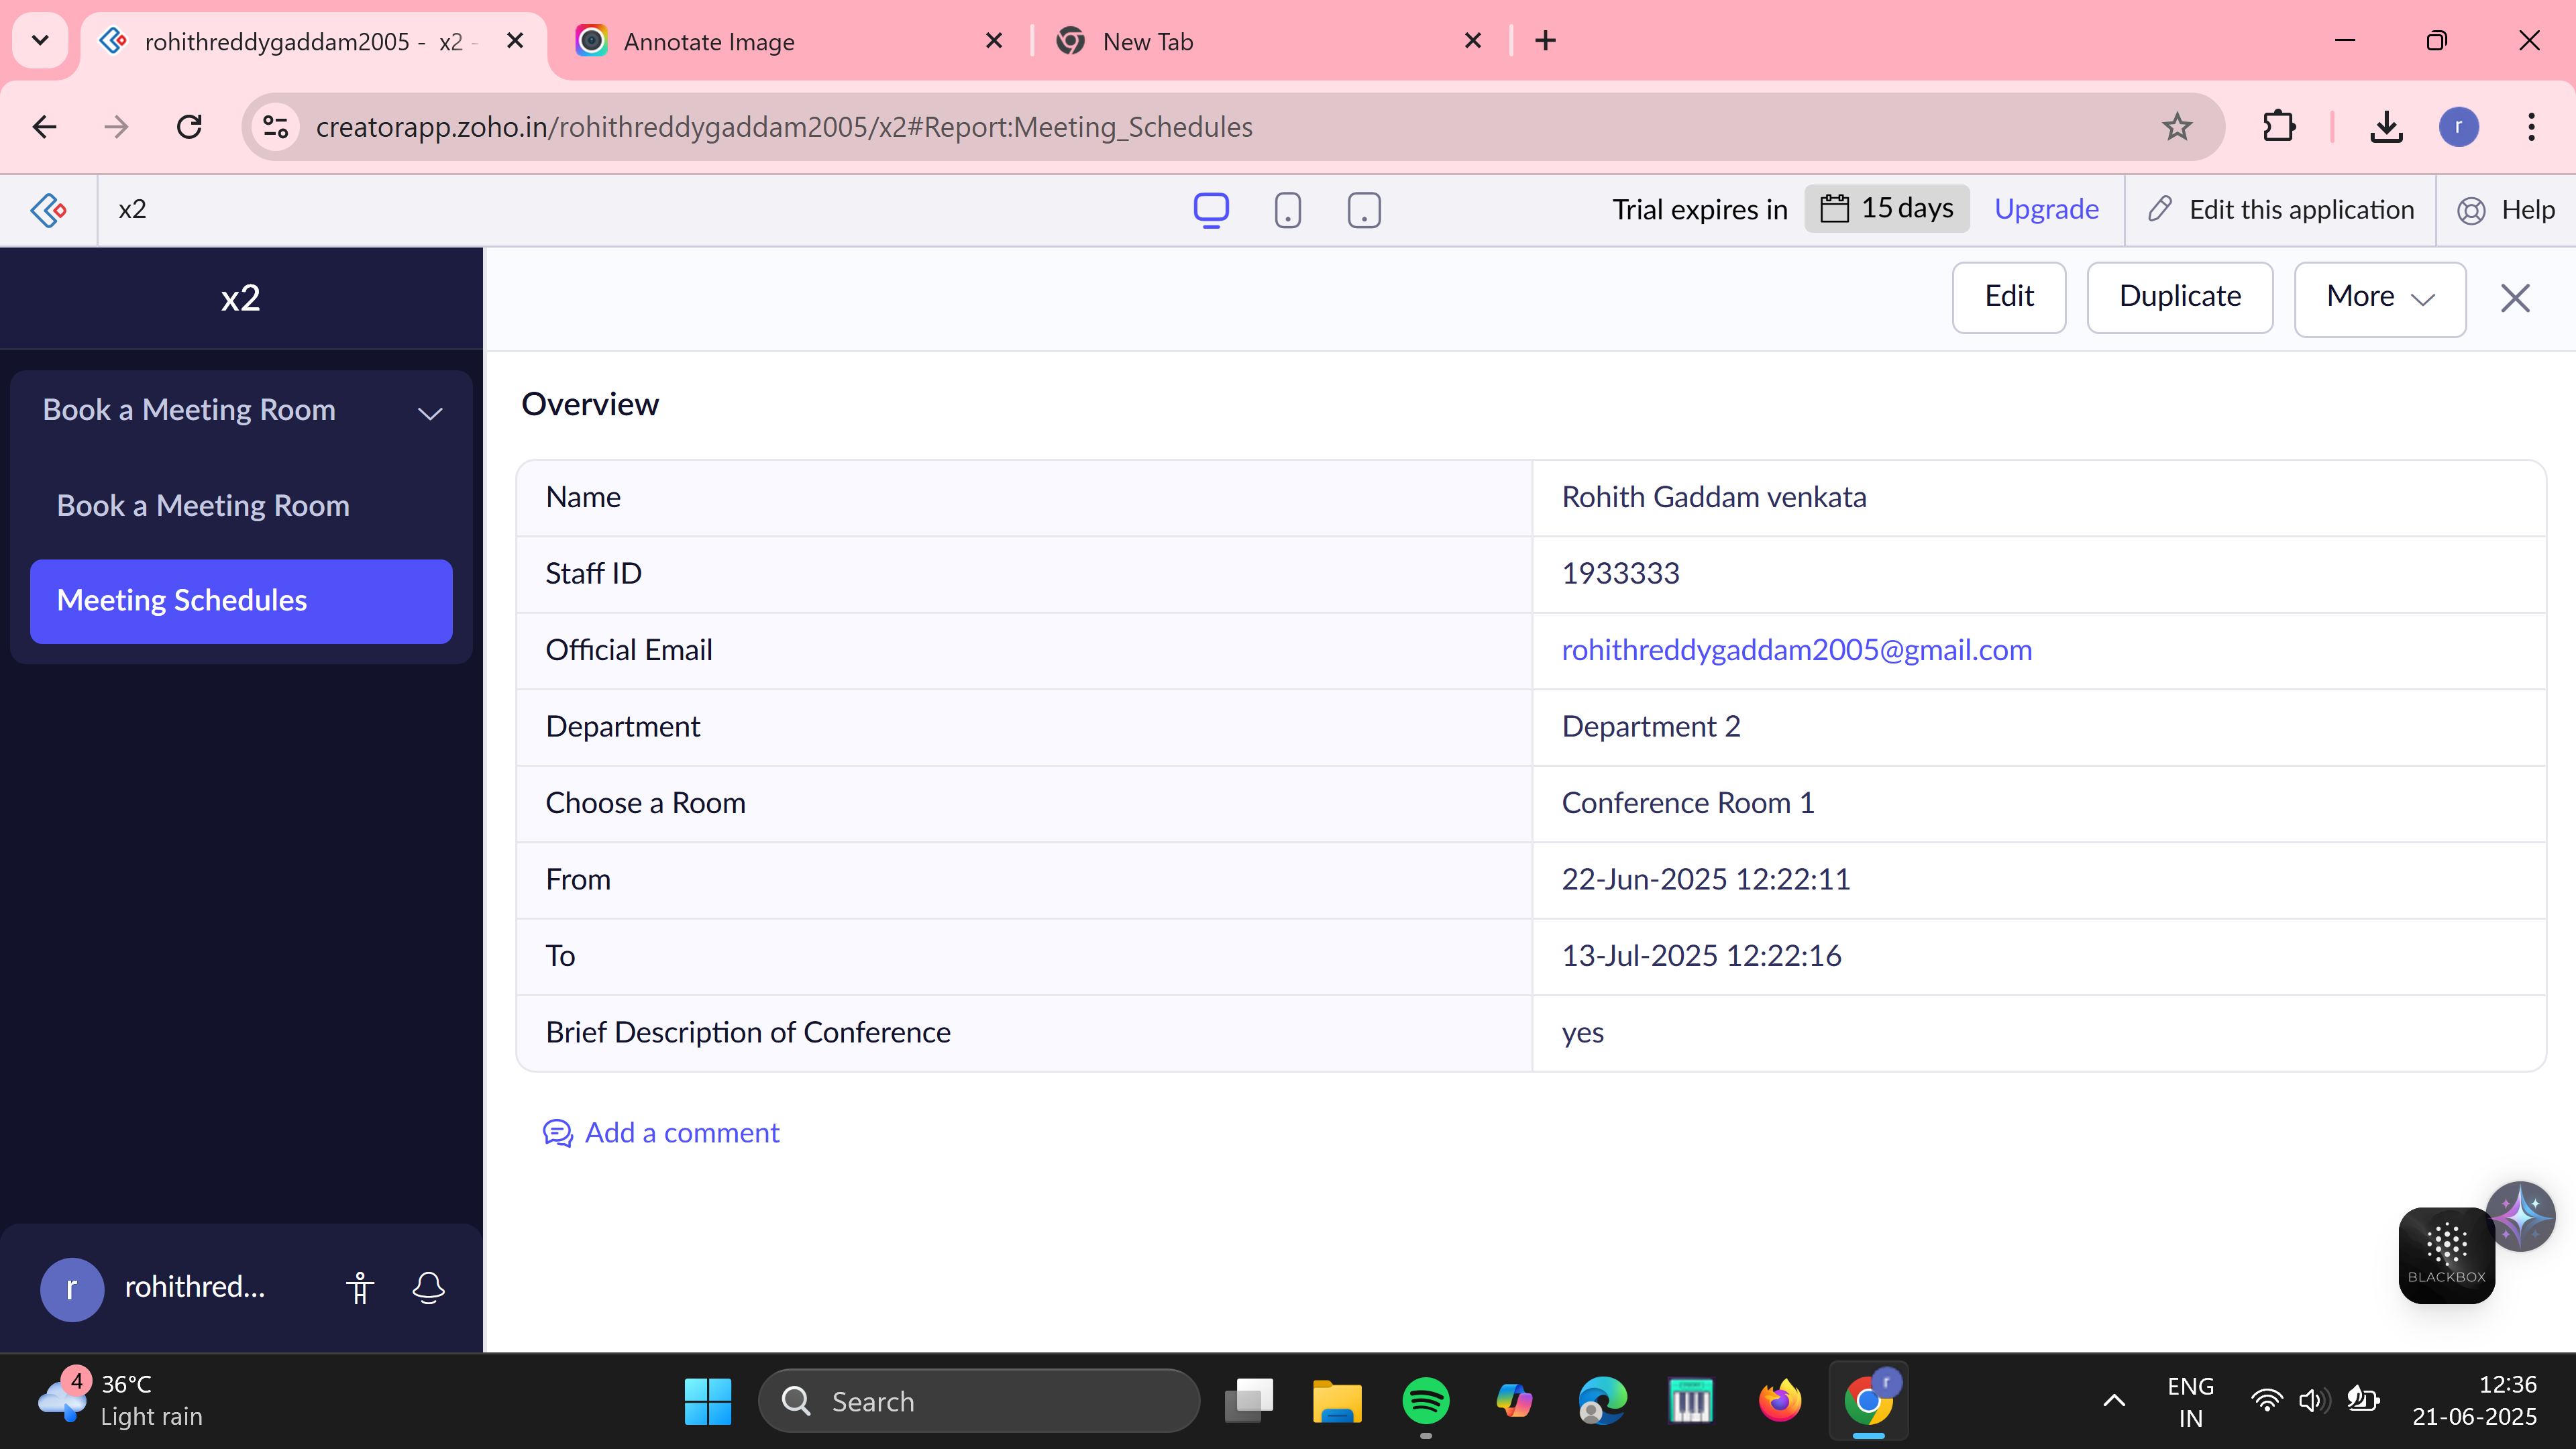 rohithreddygaddam2005 - x2 -
Annotate Image
New Tab
creatorapp.zoho.in/rohithreddygaddam2005/x2#Report:Meeting_Schedules
r
x2
Trial expires in 15 days
Upgrade
Edit this application
Help
x2
Edit
Duplicate
More
Book a Meeting Room
Book a Meeting Room
Meeting Schedules
Overview
Name Rohith Gaddam venkata
Staff ID 1933333
Official Email rohithreddygaddam2005@gmail.com
Department Department 2
Choose a Room Conference Room 1
From 22-Jun-2025 12:22:11
To 13-Jul-2025 12:22:16
Brief Description of Conference yes
Add a comment
BLACKBOX
r
rohithred...
4
36°C
Light rain
Search
r
ENG
IN
12:36
21-06-2025